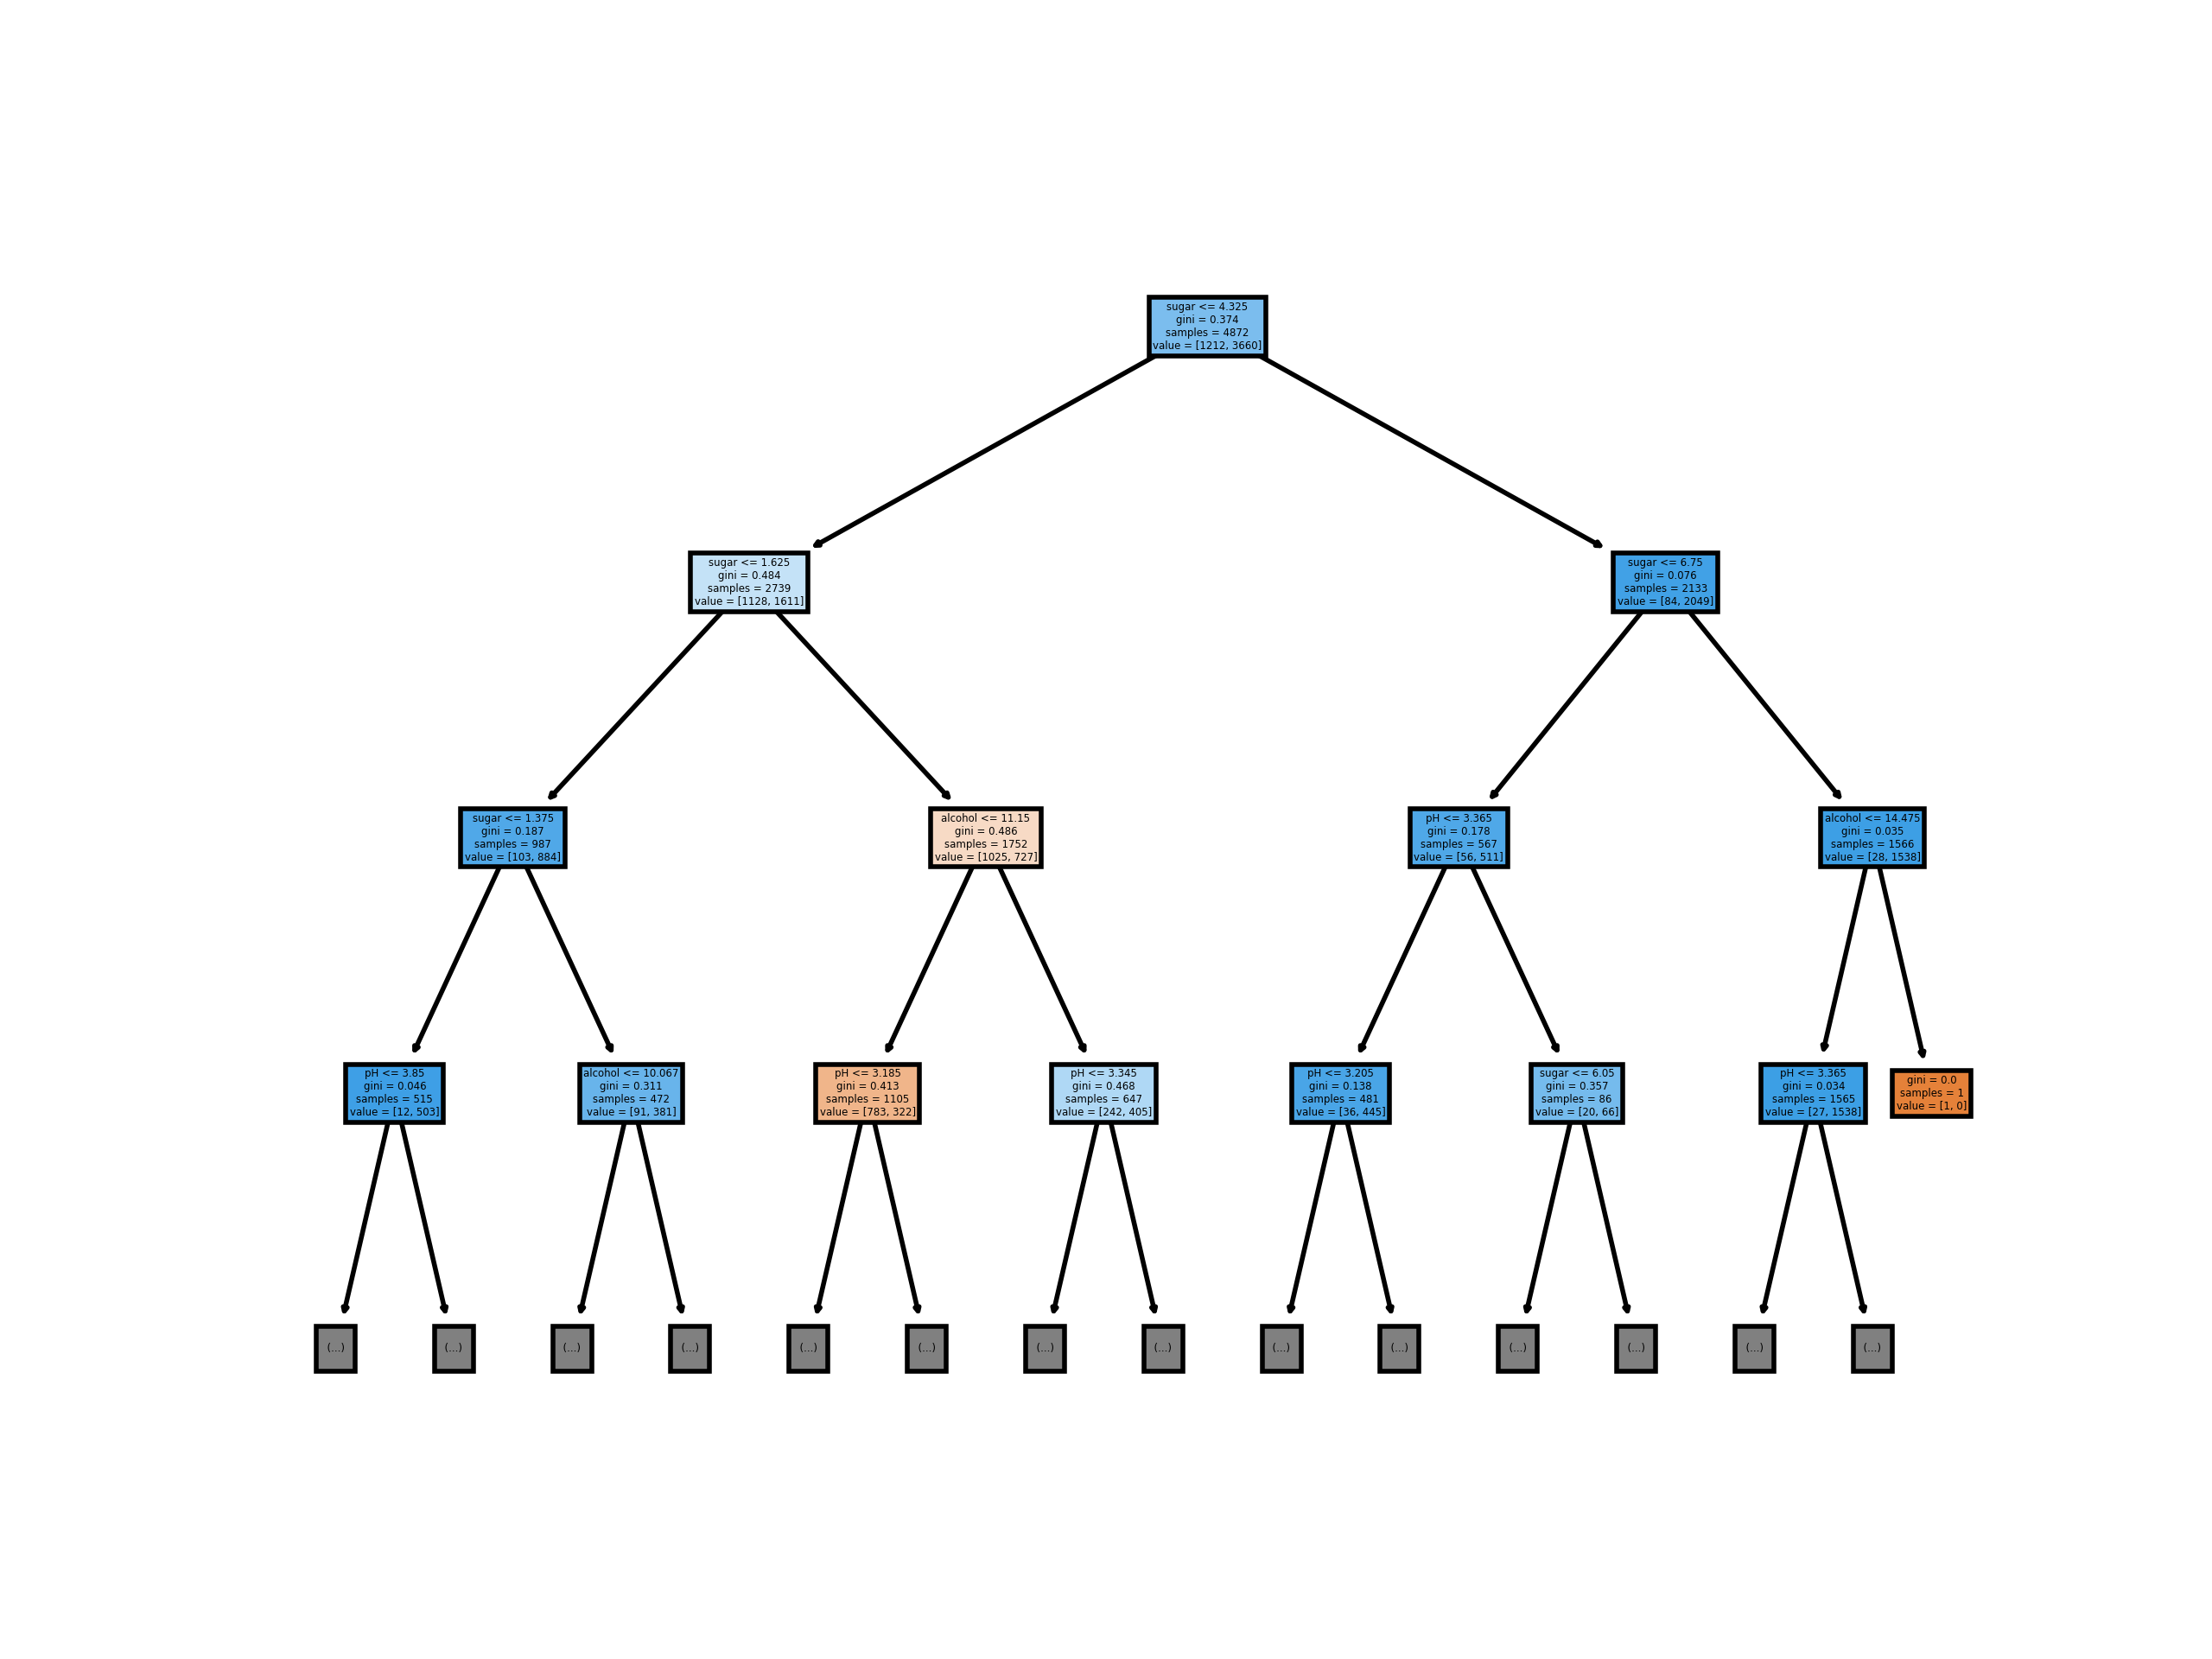 sugar <= 4.325
gini = 0.374
samples = 4872
value = [1212, 3660]
sugar <= 1.625
gini = 0.484
samples = 2739
value = [1128, 1611]
sugar <= 6.75
gini = 0.076
samples = 2133
value = [84, 2049]
sugar <= 1.375
gini = 0.187
samples = 987
value = [103, 884]
alcohol <= 11.15
gini = 0.486
samples = 1752
value = [1025, 727]
pH <= 3.365
gini = 0.178
samples = 567
value = [56, 511]
alcohol <= 14.475
gini = 0.035
samples = 1566
value = [28, 1538]
pH <= 3.85
gini = 0.046
samples = 515
value = [12, 503]
alcohol <= 10.067
gini = 0.311
samples = 472
value = [91, 381]
pH <= 3.185
gini = 0.413
samples = 1105
value = [783, 322]
pH <= 3.345
gini = 0.468
samples = 647
value = [242, 405]
pH <= 3.205
gini = 0.138
samples = 481
value = [36, 445]
sugar <= 6.05
gini = 0.357
samples = 86
value = [20, 66]
pH <= 3.365
gini = 0.034
samples = 1565
value = [27, 1538]
gini = 0.0
samples = 1
value = [1, 0]
(...)
(...)
(...)
(...)
(...)
(...)
(...)
(...)
(...)
(...)
(...)
(...)
(...)
(...)